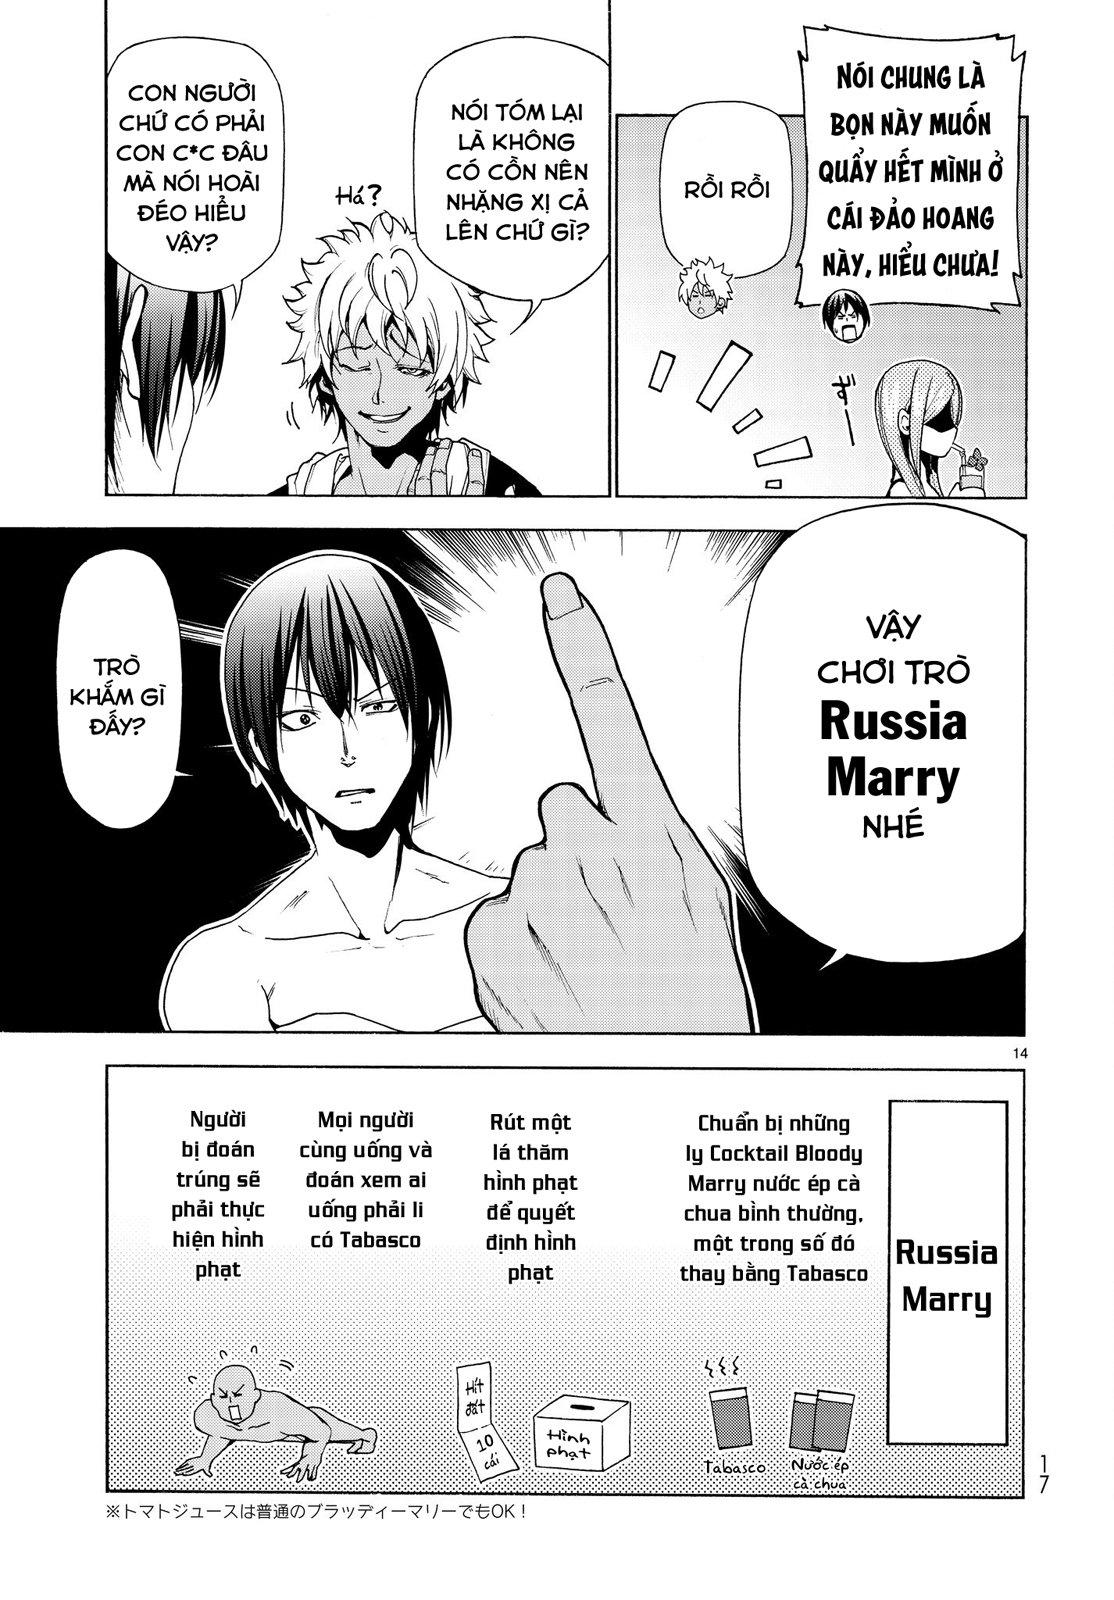 NÓI CHUNG LÀ
BỌN NÀY MUỐN
QUẨY HẾT MÌNH Ở
CÁI ĐẢO HOANG
NÀY, HIỂU CHƯA!
RỒI RỒI
ず
NÓI TÓM LẠI
LÀ KHÔNG
CÓ CỒN NÊN
NHẶNG XỊ CẢ
LÊN CHỨ GÌ?
Há?
CON NGƯỜI
CHỨ CÓ PHẢI
CON C*C ĐÂU
MÀ NÓI HOÀI
ĐÉO HIỂU
VẬY?
VẬY
CHƠI TRÒ
Russia
Marry
NHÉ
TRÒ
KHẮM GÌ
ĐẤY?
14
Russia
Marry
Chuẩn bị những
ly Cocktail Bloody
Marry nước ép cà
chua bình thường,
một trong số đó
thay bằng Tabasco
Tabasco
Nước ép
cà chua
Rút một
lá thăm
hình phạt
để quyết
định hình
phạt
Hít
đất
10
cái
Hình
phạt
Mọi người
cùng uống và
đoán xem ai
uống phải li
có Tabasco
Người
bị đoán
trúng sẽ
phải thực
hiện hình
phạt
※トマトジュースは普通のブラッディーマリーでもOK！
17